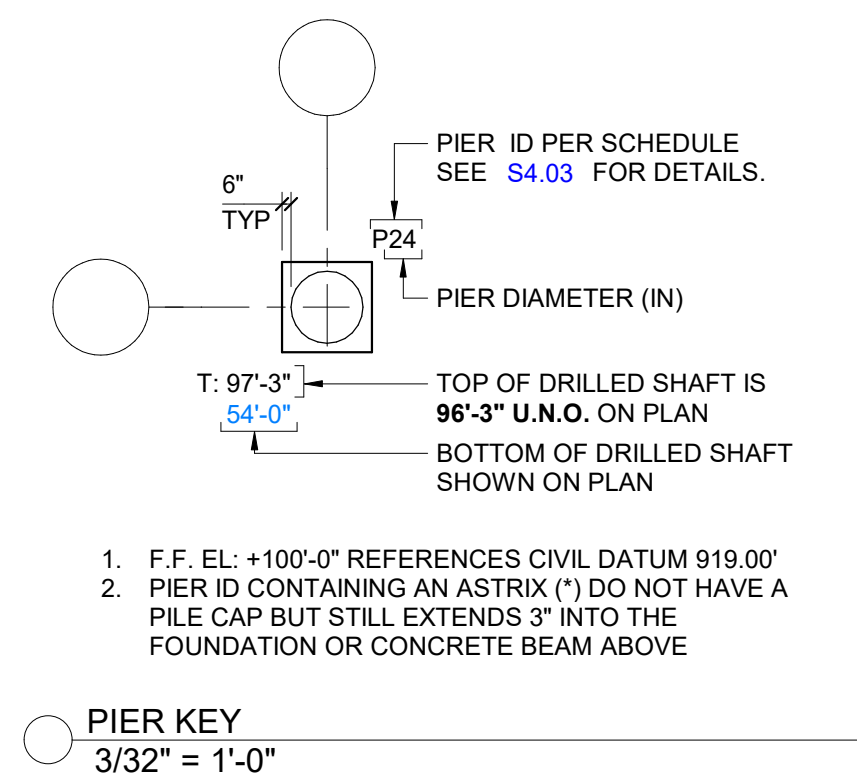 PIER ID PER SCHEDULE
SEE S4.03 FOR DETAILS.
6"
TYP
P24
PIER DIAMETER (IN)
T: 97'-3"
TOP OF DRILLED SHAFT IS
54'-0"
96'-3" U.N.O. ON PLAN
BOTTOM OF DRILLED SHAFT
SHOWN ON PLAN
1. F.F. EL: +100'-0" REFERENCES CIVIL DATUM 919.00'
2. PIER ID CONTAINING AN ASTRIX (*) DO NOT HAVE A
PILE CAP BUT STILL EXTENDS 3" INTO THE
FOUNDATION OR CONCRETE BEAM ABOVE
PIER KEY
3/32" = 1'-0"